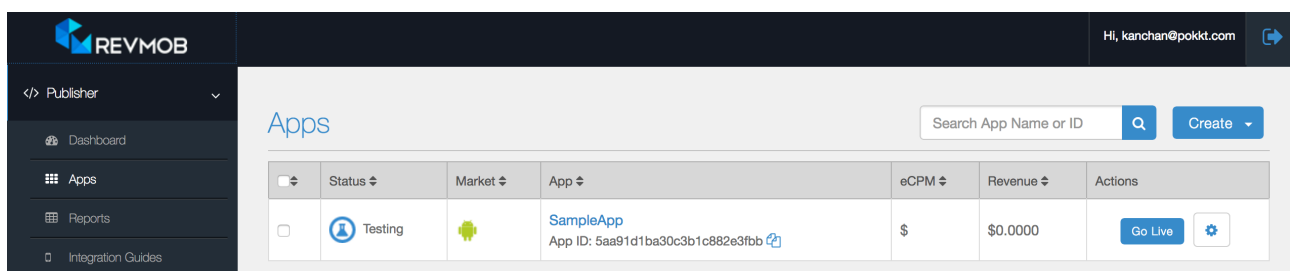 REVMOB
Hi, kanchan@pokkt.com
</> Publisher
Dashboard
Apps
Reports
Integration Guides
Apps
Search App Name or ID
Create
Status Market App eCPM Revenue Actions
Testing SampleApp $ $0.0000 Go Live
App ID: 5aa91d1ba30c3b1c882e3fbb